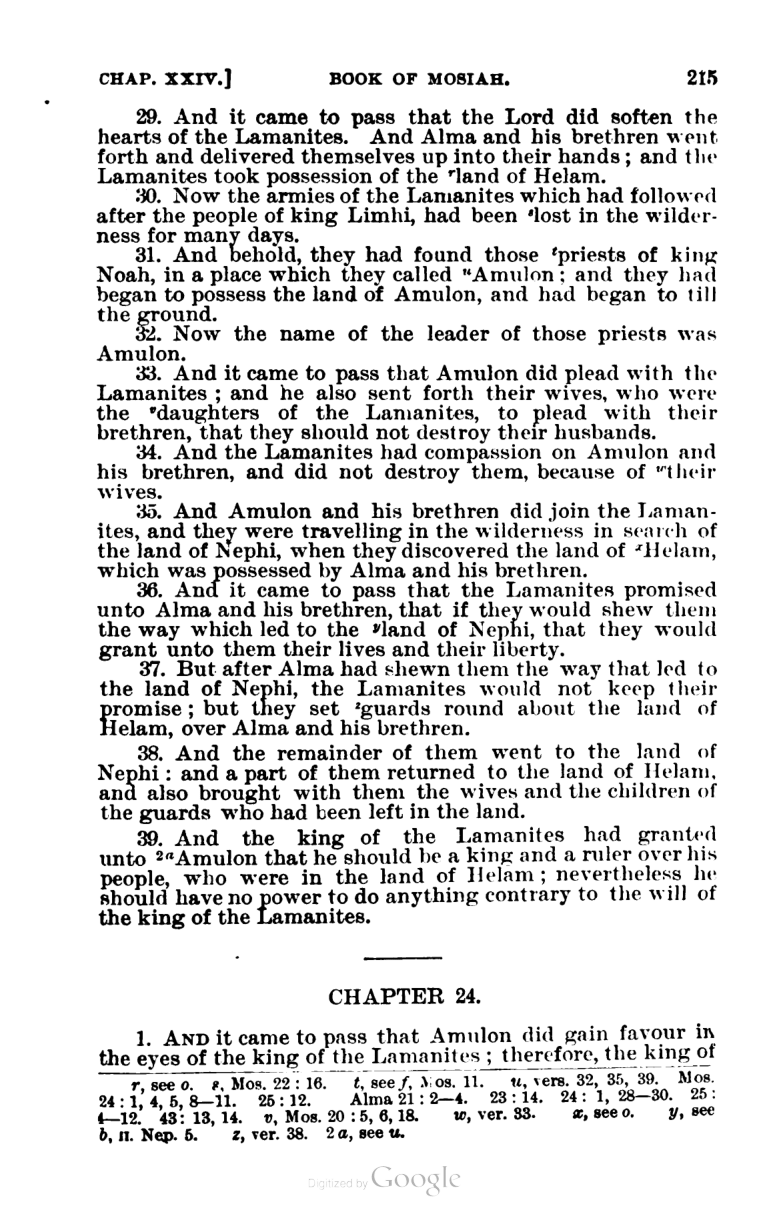 CHAP. XXIV.] BOOK OF MOSIAH. 215
29. And it came to pass that the Lord did soften the
hearts of the Lamanites. And Alma and his brethren went
forth and delivered themselves up into their hands; and the
Lamanites took possession of the ʳland of Helam.
30. Now the armies of the Lamanites which had followed
after the people of king Limhi, had been ˢlost in the wilder-
ness for many days.
31. And behold, they had found those ᵗpriests of king
Noah, in a place which they called ᵘAmulon; and they had
began to possess the land of Amulon, and had began to till
the ground.
32. Now the name of the leader of those priests was
Amulon.
33. And it came to pass that Amulon did plead with the
Lamanites; and he also sent forth their wives, who were
the ᵛdaughters of the Lamanites, to plead with their
brethren, that they should not destroy their husbands.
34. And the Lamanites had compassion on Amulon and
his brethren, and did not destroy them, because of ʷtheir
wives.
35. And Amulon and his brethren did join the Laman-
ites, and they were travelling in the wilderness in search of
the land of Nephi, when they discovered the land of ˣHelam,
which was possessed by Alma and his brethren.
36. And it came to pass that the Lamanites promised
unto Alma and his brethren, that if they would shew them
the way which led to the ʸland of Nephi, that they would
grant unto them their lives and their liberty.
37. But after Alma had shewn them the way that led to
the land of Nephi, the Lamanites would not keep their
promise; but they set ᶻguards round about the land of
Helam, over Alma and his brethren.
38. And the remainder of them went to the land of
Nephi: and a part of them returned to the land of Helam,
and also brought with them the wives and the children of
the guards who had been left in the land.
39. And the king of the Lamanites had granted
unto ²ᵃAmulon that he should be a king and a ruler over his
people, who were in the land of Helam; nevertheless he
should have no power to do anything contrary to the will of
the king of the Lamanites.
CHAPTER 24.
1. AND it came to pass that Amulon did gain favour in
the eyes of the king of the Lamanites; therefore, the king of
r, see o. s, Mos. 22:16. t, see f, Mos. 11. u, vers. 32, 35, 39. Mos.
24:1, 4, 5, 8—11. 25:12. Alma 21:2—4. 23:14. 24: 1, 28—30. 25:
4—12. 43: 13, 14. v, Mos. 20:5, 6, 18. w, ver. 33. x, see o. y, see
b, II. Nep. 5. z, ver. 38. 2a, see u.
Digitized by Google